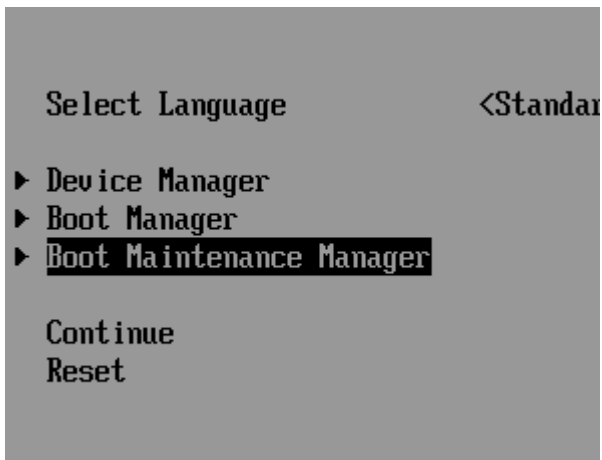 Select Language <Standar
Device Manager
Boot Manager
Boot Maintenance Manager
Continue
Reset